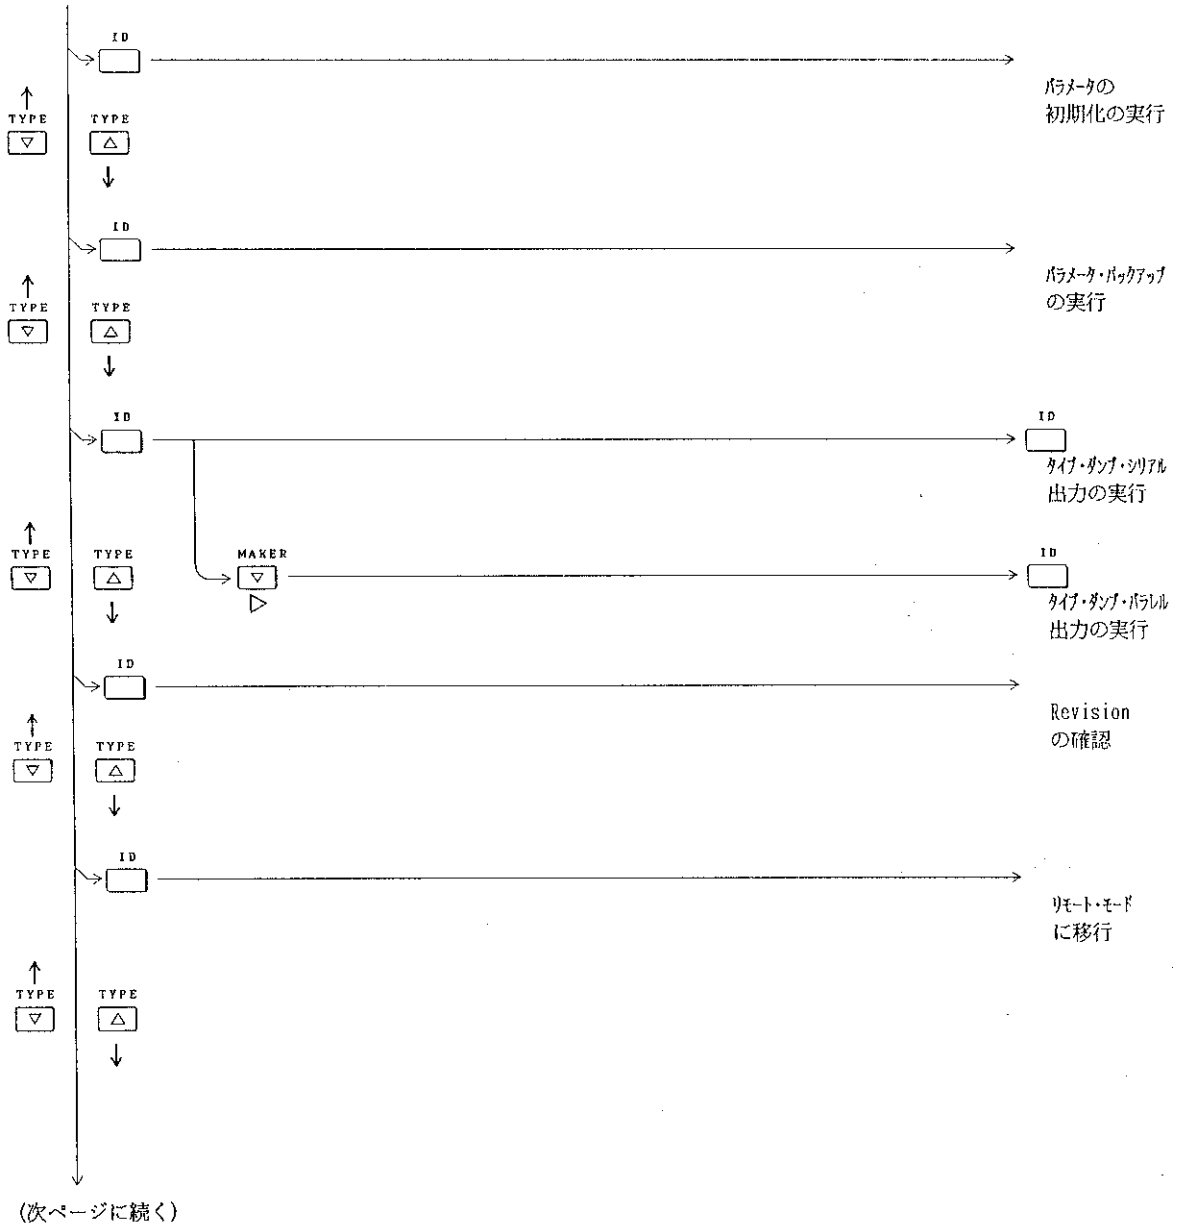 ID
パラメータの
初期化の実行
TYPE
TYPE
▽
△
ID
パラメータ・バックアップ
の実行
TYPE
TYPE
▽
△
ID
ID
タイプ・ダンプ・シリアル
出力の実行
TYPE
TYPE
MAKER
ID
▽
△
▽
▷
タイプ・ダンプ・パラレル
出力の実行
ID
Revision
の確認
TYPE
TYPE
▽
△
ID
リモート・モード
に移行
TYPE
TYPE
▽
△
(次ページに続く)